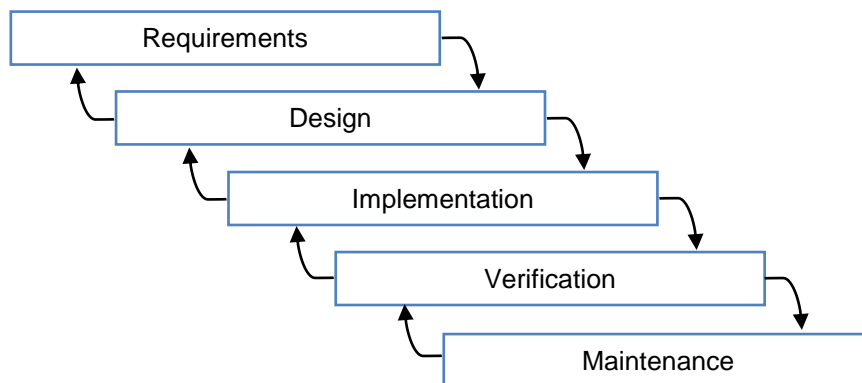 Requirements
Design
Implementation
Verification
Maintenance